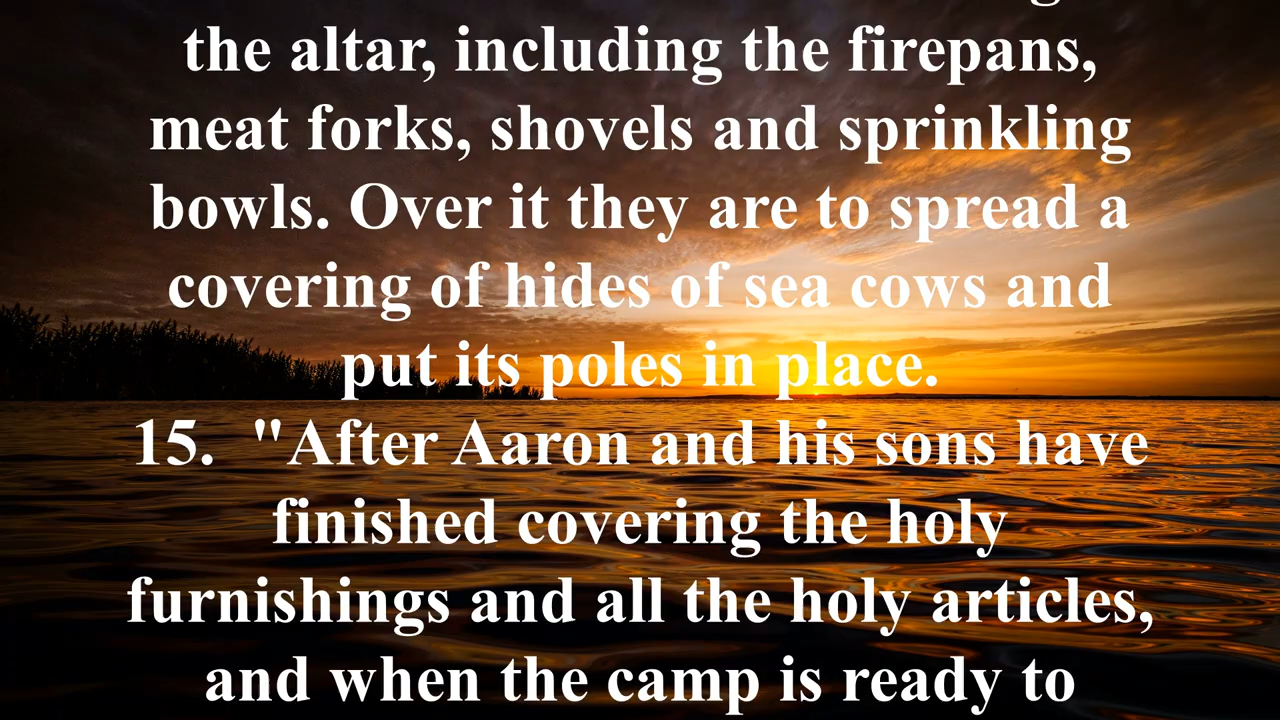 the altar, including the firepans,
meat forks, shovels and sprinkling
bowls. Over it they are to spread a
covering of hides of sea cows and
put its poles in place.
15. "After Aaron and his sons have
finished covering the holy
furnishings and all the holy articles,
and when the camp is ready to